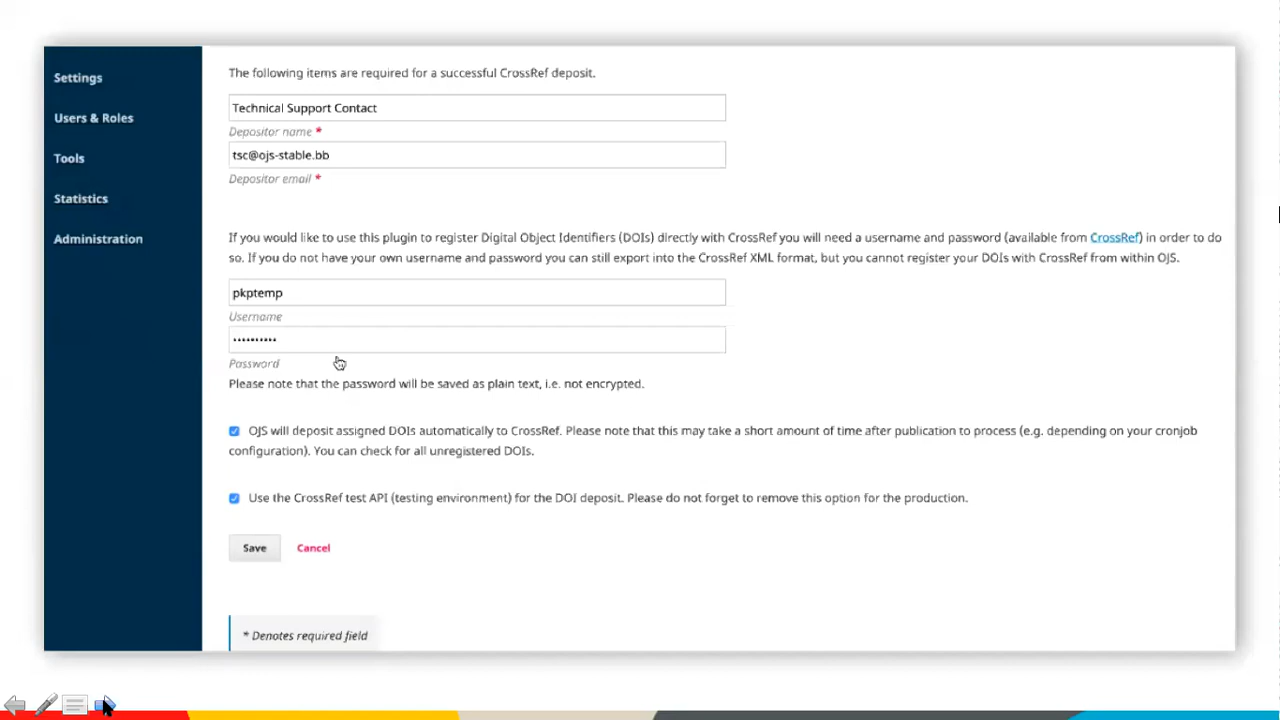 Settings
Users & Roles
Tools
Statistics
Administration
The following items are required for a successful CrossRef deposit.
Technical Support Contact
Depositor name *
tsc@ojs-stable.bb
Depositor email *
If you would like to use this plugin to register Digital Object Identifiers (DOIs) directly with CrossRef you will need a username and password (available from CrossRef) in order to do
so. If you do not have your own username and password you can still export into the CrossRef XML format, but you cannot register your DOIs with CrossRef from within OJS.
pkptemp
Username
••••••••••
Password
Please note that the password will be saved as plain text, i.e. not encrypted.
OJS will deposit assigned DOIs automatically to CrossRef. Please note that this may take a short amount of time after publication to process (e.g. depending on your cronjob
configuration). You can check for all unregistered DOIs.
Use the CrossRef test API (testing environment) for the DOI deposit. Please do not forget to remove this option for the production.
Save Cancel
* Denotes required field